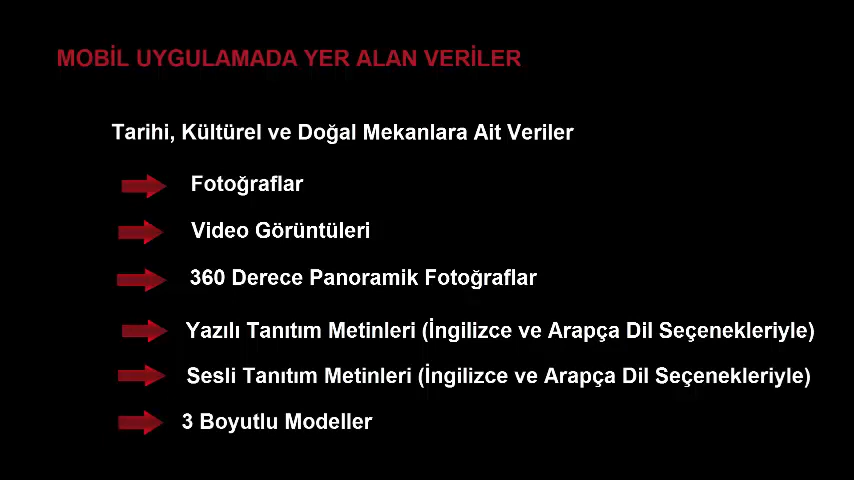 MOBİL UYGULAMADA YER ALAN VERİLER
Tarihi, Kültürel ve Doğal Mekanlara Ait Veriler
Fotoğraflar
Video Görüntüleri
360 Derece Panoramik Fotoğraflar
Yazılı Tanıtım Metinleri (İngilizce ve Arapça Dil Seçenekleriyle)
Sesli Tanıtım Metinleri (İngilizce ve Arapça Dil Seçenekleriyle)
3 Boyutlu Modeller